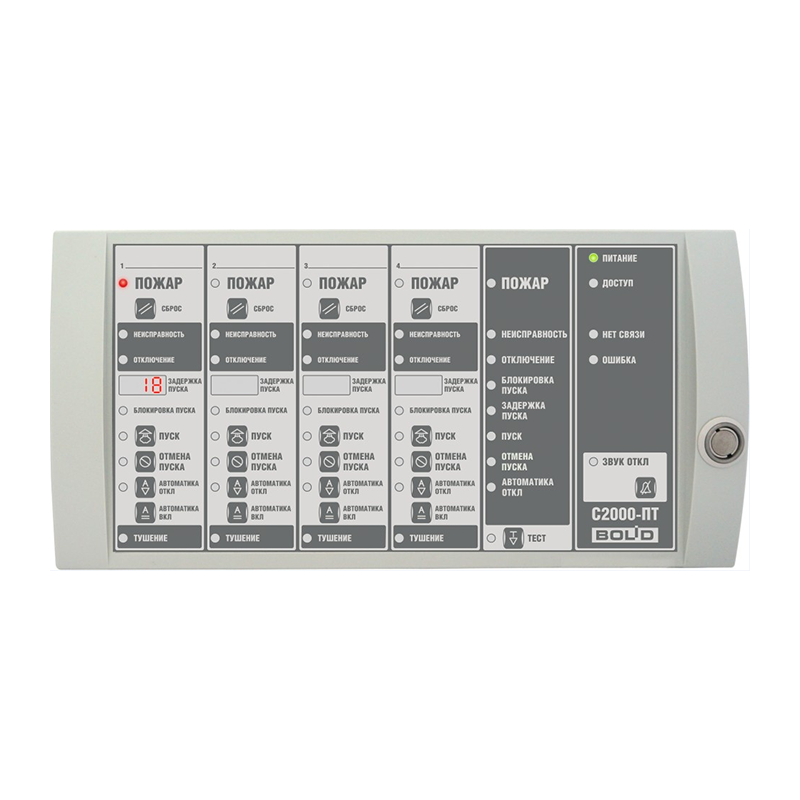 1
ПОЖАР
СБРОС
НЕИСПРАВНОСТЬ
ОТКЛЮЧЕНИЕ
18
ЗАДЕРЖКА
ПУСКА
БЛОКИРОВКА ПУСКА
ПУСК
ОТМЕНА
ПУСКА
АВТОМАТИКА
ОТКЛ
АВТОМАТИКА
ВКЛ
ТУШЕНИЕ
2
ПОЖАР
СБРОС
НЕИСПРАВНОСТЬ
ОТКЛЮЧЕНИЕ
ЗАДЕРЖКА
ПУСКА
БЛОКИРОВКА ПУСКА
ПУСК
ОТМЕНА
ПУСКА
АВТОМАТИКА
ОТКЛ
АВТОМАТИКА
ВКЛ
ТУШЕНИЕ
3
ПОЖАР
СБРОС
НЕИСПРАВНОСТЬ
ОТКЛЮЧЕНИЕ
ЗАДЕРЖКА
ПУСКА
БЛОКИРОВКА ПУСКА
ПУСК
ОТМЕНА
ПУСКА
АВТОМАТИКА
ОТКЛ
АВТОМАТИКА
ВКЛ
ТУШЕНИЕ
4
ПОЖАР
СБРОС
НЕИСПРАВНОСТЬ
ОТКЛЮЧЕНИЕ
ЗАДЕРЖКА
ПУСКА
БЛОКИРОВКА ПУСКА
ПУСК
ОТМЕНА
ПУСКА
АВТОМАТИКА
ОТКЛ
АВТОМАТИКА
ВКЛ
ТУШЕНИЕ
ПОЖАР
НЕИСПРАВНОСТЬ
ОТКЛЮЧЕНИЕ
БЛОКИРОВКА
ПУСКА
ЗАДЕРЖКА
ПУСКА
ПУСК
ОТМЕНА
ПУСКА
АВТОМАТИКА
ОТКЛ
ТЕСТ
ПИТАНИЕ
ДОСТУП
НЕТ СВЯЗИ
ОШИБКА
ЗВУК ОТКЛ
С2000-ПТ
BOLID